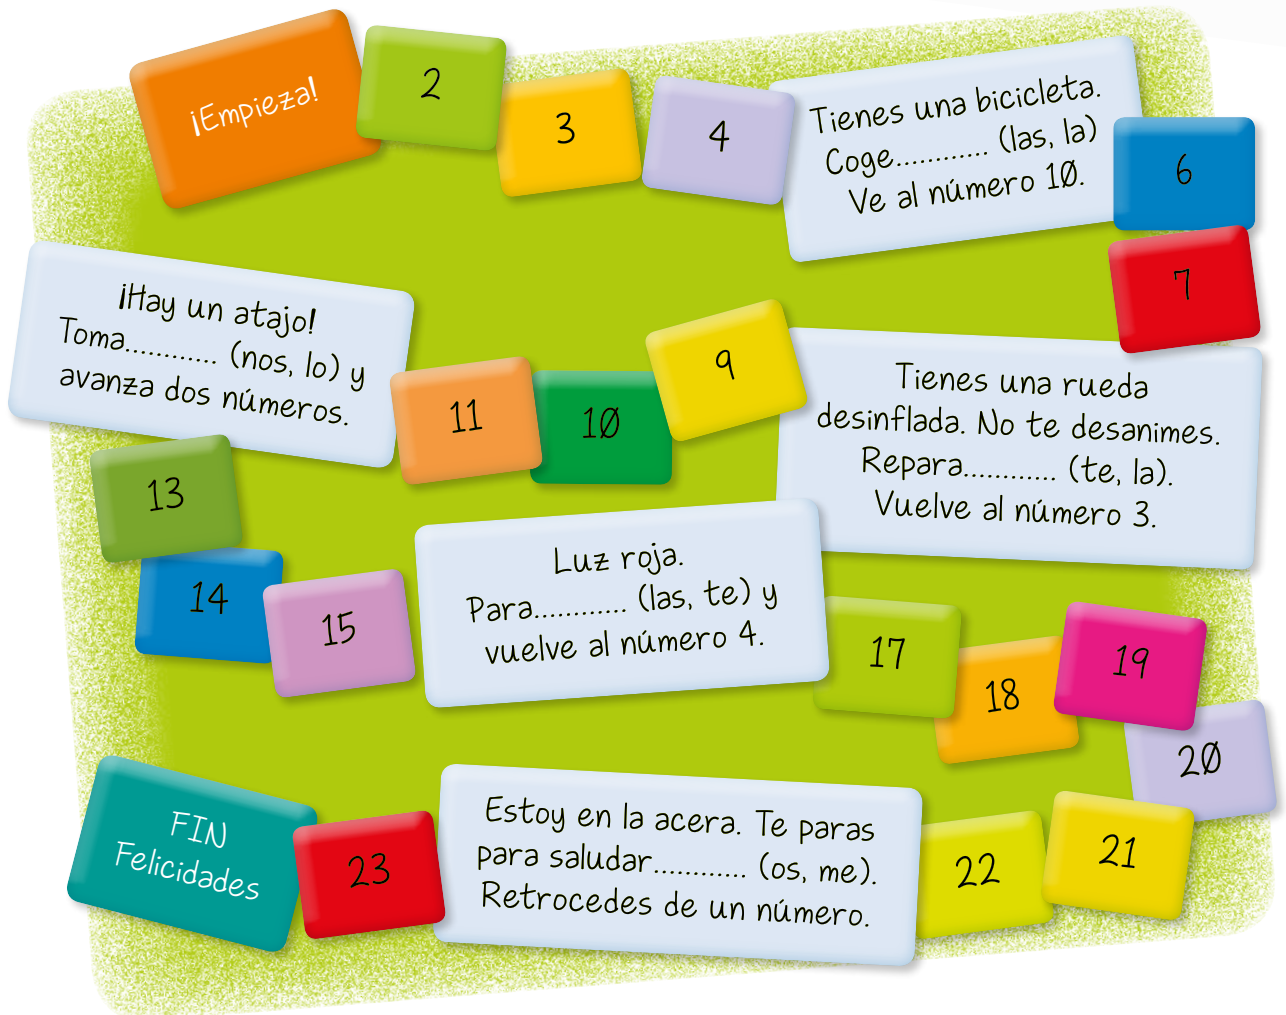 ¡Empieza!
2
3
4
Tienes una bicicleta.
Coge............ (las, la)
Ve al número 10.
6
7
Tienes una rueda
desinflada. No te desanimes.
Repara............ (te, la).
Vuelve al número 3.
9
10
11
¡Hay un atajo!
Toma............ (nos, lo) y
avanza dos números.
13
14
15
Luz roja.
Para............ (las, te) y
vuelve al número 4.
17
18
19
20
21
22
Estoy en la acera. Te paras
para saludar............ (os, me).
Retrocedes de un número.
23
FIN
Felicidades